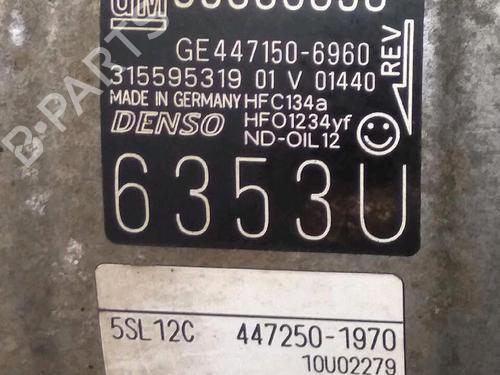 GM
GE447150-6960
315595319 01 V 01440
REV
MADE IN GERMANY HFC134a
DENSO HFO1234yf
ND-OIL12
6353U
5SL12C 447250-1970
10U02279
B-PARTS